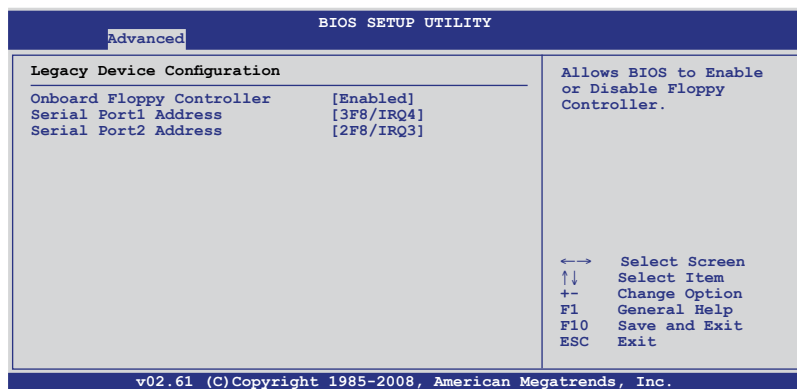 BIOS SETUP UTILITY
Advanced
Legacy Device Configuration
Onboard Floppy Controller [Enabled]
Serial Port1 Address [3F8/IRQ4]
Serial Port2 Address [2F8/IRQ3]
Allows BIOS to Enable
or Disable Floppy
Controller.
←→ Select Screen
↑↓ Select Item
+- Change Option
F1 General Help
F10 Save and Exit
ESC Exit
v02.61 (C)Copyright 1985-2008, American Megatrends, Inc.